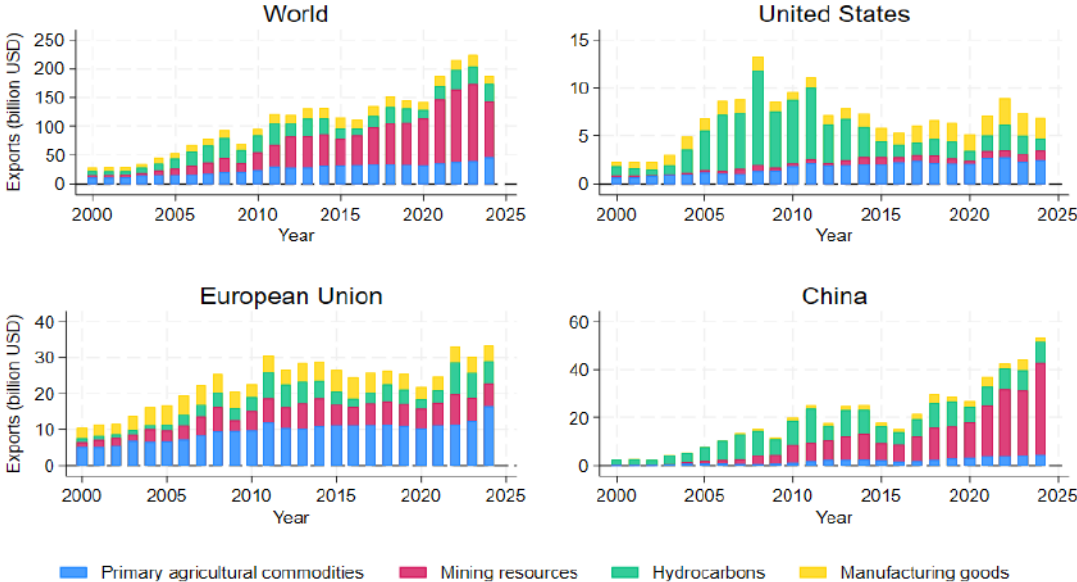 World
United States
Exports (billion USD)
250
200
150
100
50
0
2000 2005 2010 2015 2020 2025
Year
15
10
5
0
2000 2005 2010 2015 2020 2025
Year
European Union
China
Exports (billion USD)
40
30
20
10
0
2000 2005 2010 2015 2020 2025
Year
60
40
20
0
2000 2005 2010 2015 2020 2025
Year
Primary agricultural commodities Mining resources Hydrocarbons Manufacturing goods